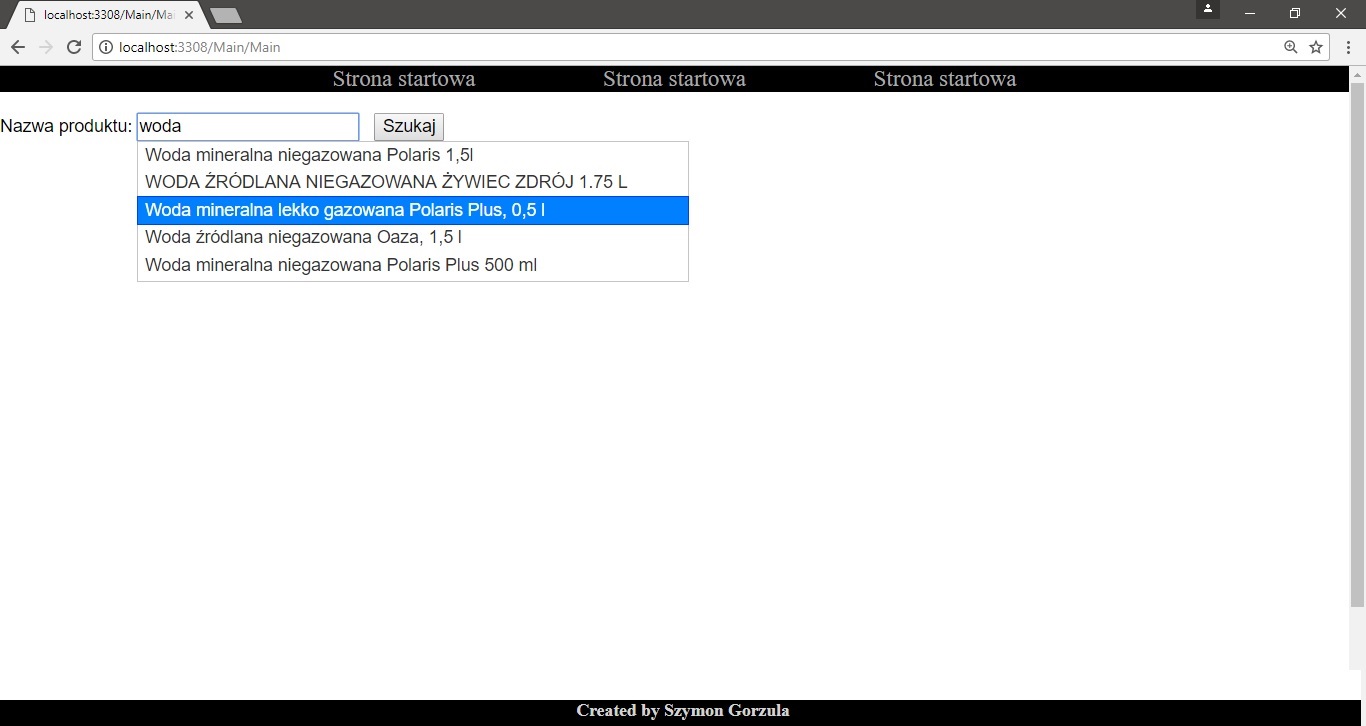 localhost:3308/Main/Mai
localhost:3308/Main/Main
Strona startowa Strona startowa Strona startowa
Nazwa produktu: woda Szukaj
Woda mineralna niegazowana Polaris 1,5l
WODA ŹRÓDLANA NIEGAZOWANA ŻYWIEC ZDRÓJ 1.75 L
Woda mineralna lekko gazowana Polaris Plus, 0,5 l
Woda źródlana niegazowana Oaza, 1,5 l
Woda mineralna niegazowana Polaris Plus 500 ml
Created by Szymon Gorzula